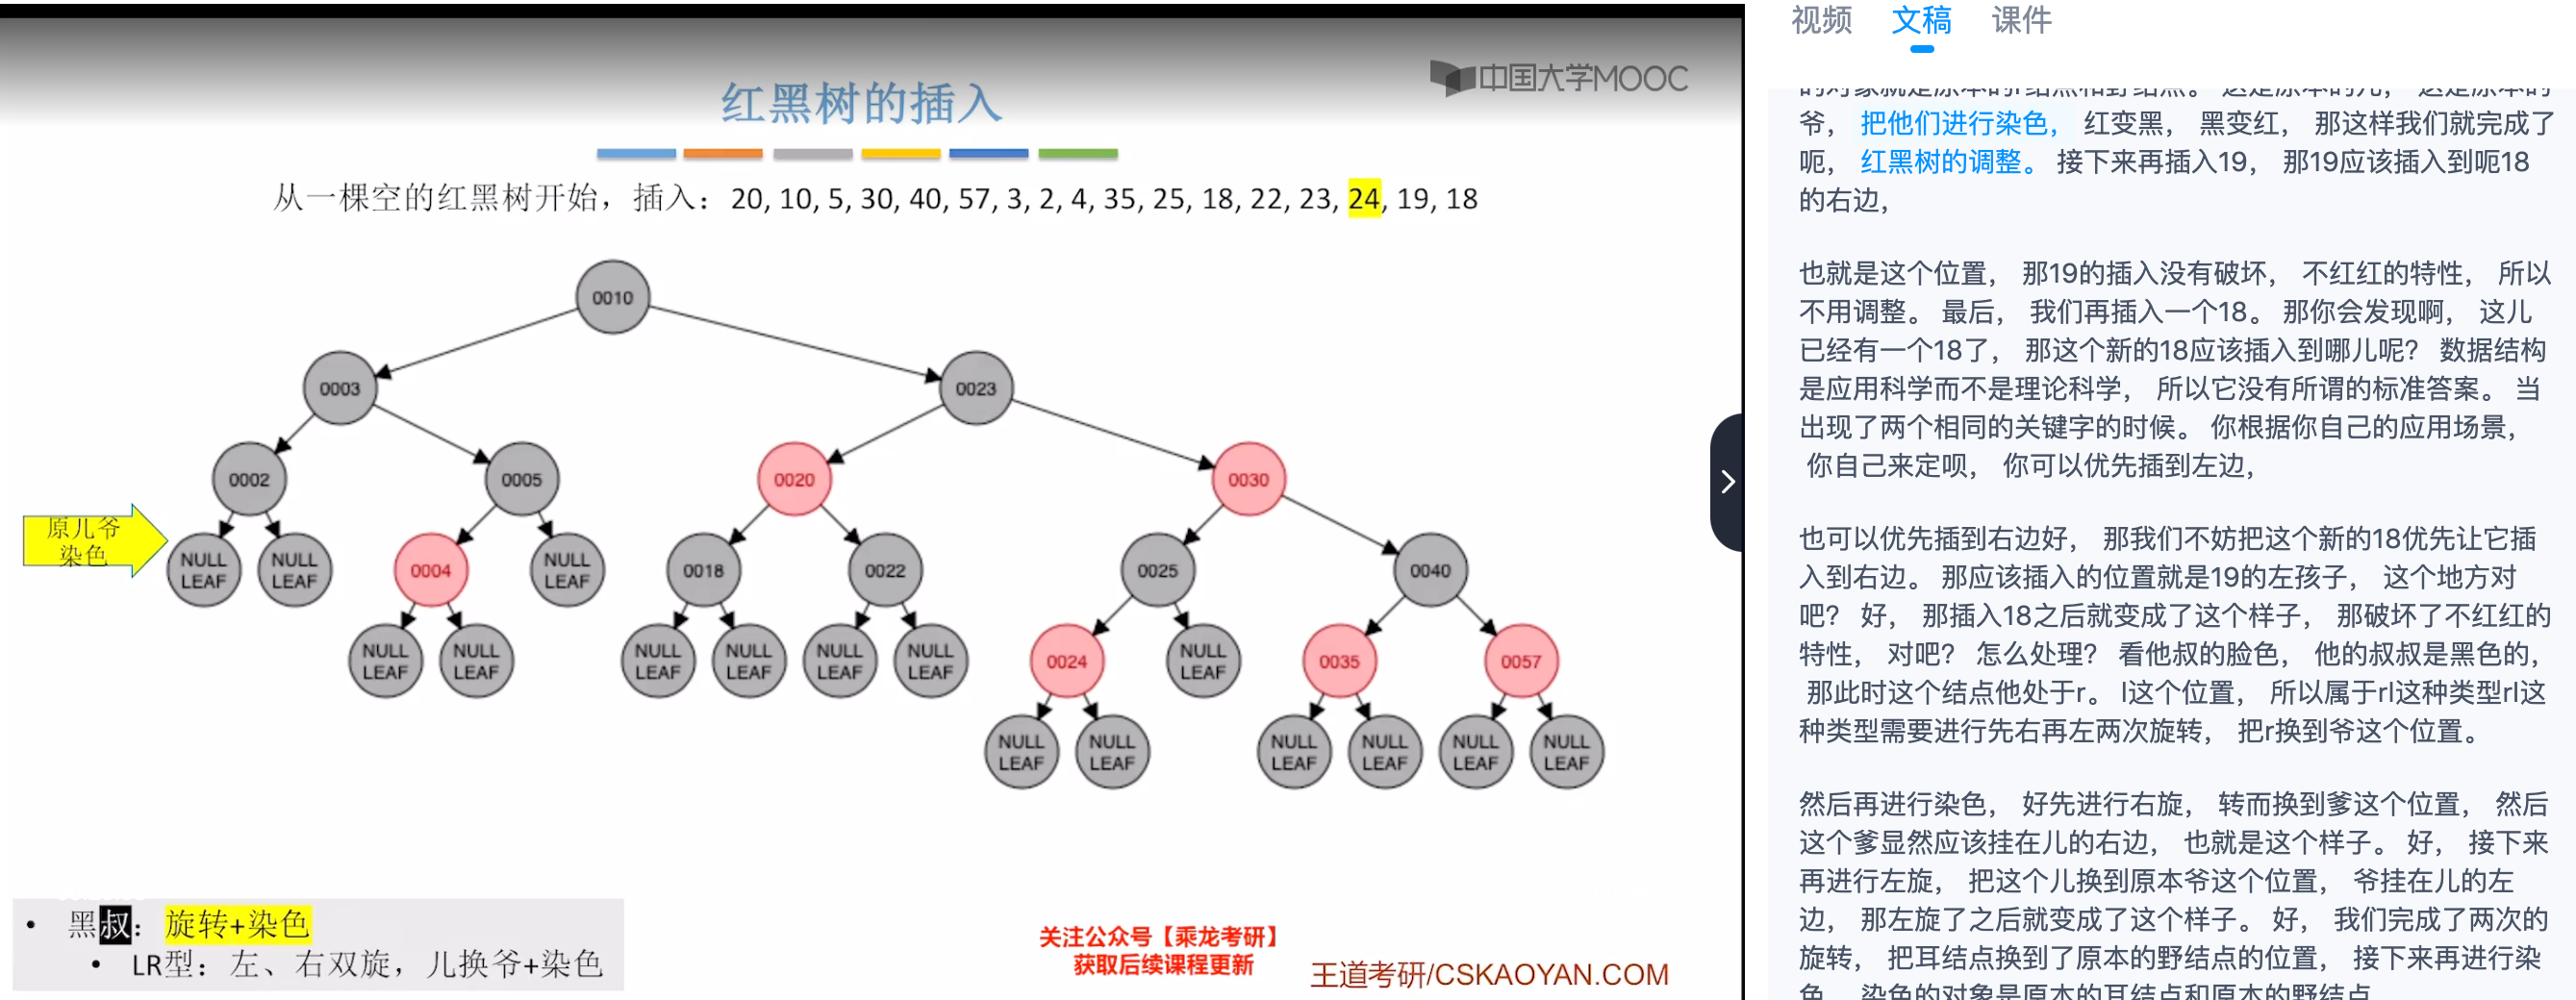 中国大学MOOC
红黑树的插入
从一棵空的红黑树开始，插入：20, 10, 5, 30, 40, 57, 3, 2, 4, 35, 25, 18, 22, 23, 24, 19, 18
0010
0003
0023
0002
0005
0020
0030
原儿爷
染色
NULL
LEAF
NULL
LEAF
0004
NULL
LEAF
0018
0022
0025
0040
NULL
LEAF
NULL
LEAF
NULL
LEAF
NULL
LEAF
NULL
LEAF
NULL
LEAF
0024
NULL
LEAF
0035
0057
NULL
LEAF
NULL
LEAF
NULL
LEAF
NULL
LEAF
NULL
LEAF
NULL
LEAF
• 黑叔：旋转+染色
• LR型：左、右双旋，儿换爷+染色
关注公众号【乘龙考研】
获取后续课程更新
王道考研/CSKAOYAN.COM
视频 文稿 课件
爷， 把他们进行染色， 红变黑， 黑变红， 那这样我们就完成了
呃， 红黑树的调整。 接下来再插入19， 那19应该插入到呃18
的右边，
也就是这个位置， 那19的插入没有破坏， 不红红的特性， 所以
不用调整。 最后， 我们再插入一个18。 那你会发现啊， 这儿
已经有一个18了， 那这个新的18应该插入到哪儿呢? 数据结构
是应用科学而不是理论科学， 所以它没有所谓的标准答案。 当
出现了两个相同的关键字的时候。 你根据你自己的应用场景，
你自己来定呗， 你可以优先插到左边，
也可以优先插到右边好， 那我们不妨把这个新的18优先让它插
入到右边。 那应该插入的位置就是19的左孩子， 这个地方对
吧? 好， 那插入18之后就变成了这个样子， 那破坏了不红红的
特性， 对吧? 怎么处理? 看他叔的脸色， 他的叔叔是黑色的，
那此时这个结点他处于r。 l这个位置， 所以属于rl这种类型rl这
种类型需要进行先右再左两次旋转， 把r换到爷这个位置。
然后再进行染色， 好先进行右旋， 转而换到爹这个位置， 然后
这个爹显然应该挂在儿的右边， 也就是这个样子。 好， 接下来
再进行左旋， 把这个儿换到原本爷这个位置， 爷挂在儿的左
边， 那左旋了之后就变成了这个样子。 好， 我们完成了两次的
旋转， 把耳结点换到了原本的野结点的位置， 接下来再进行染
色， 染色的对象是原本的耳结点和原本的野结点